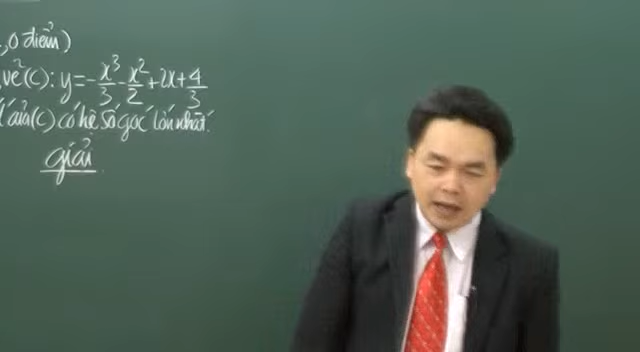 ,0 điểm)
vẽ (C): y = -x³/3 - x²/2 + 2x + 4/3
của (C) có hệ số góc lớn nhất.
giải